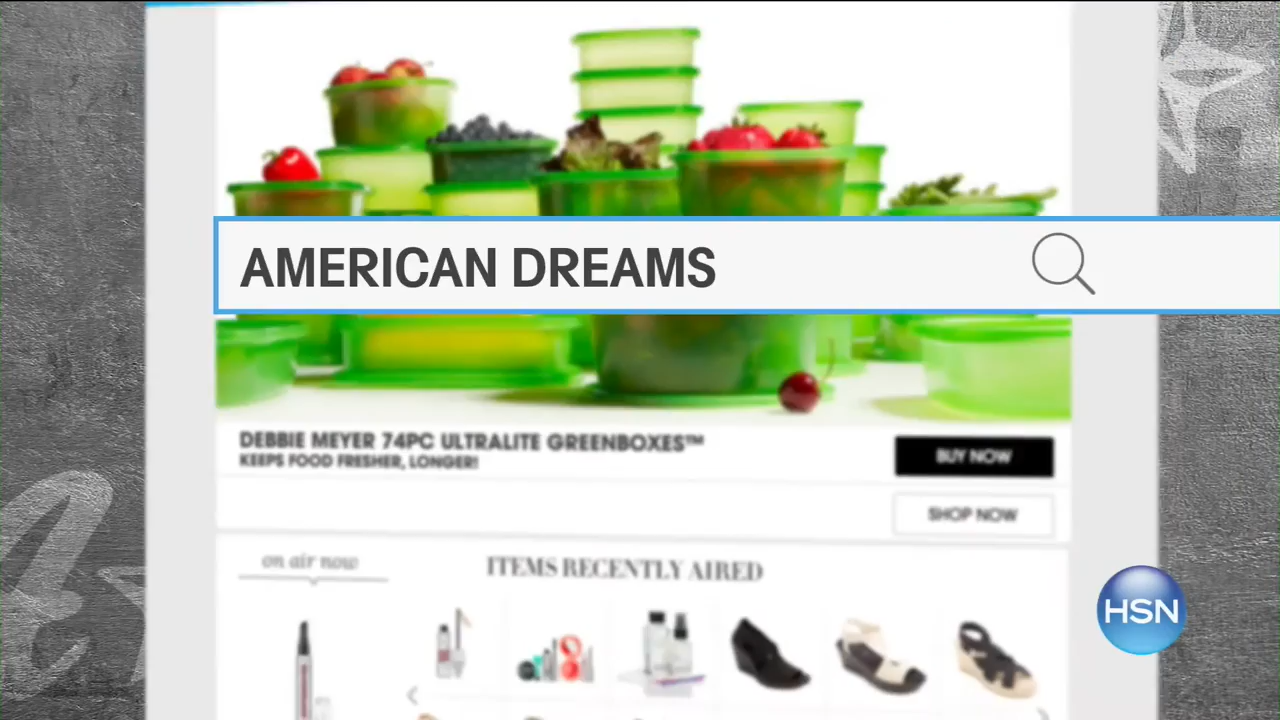 AMERICAN DREAMS
DEBBIE MEYER 74PC ULTRALITE GREENBOXES™
KEEPS FOOD FRESHER, LONGER!
BUY NOW
SHOP NOW
on air now
ITEMS RECENTLY AIRED
HSN